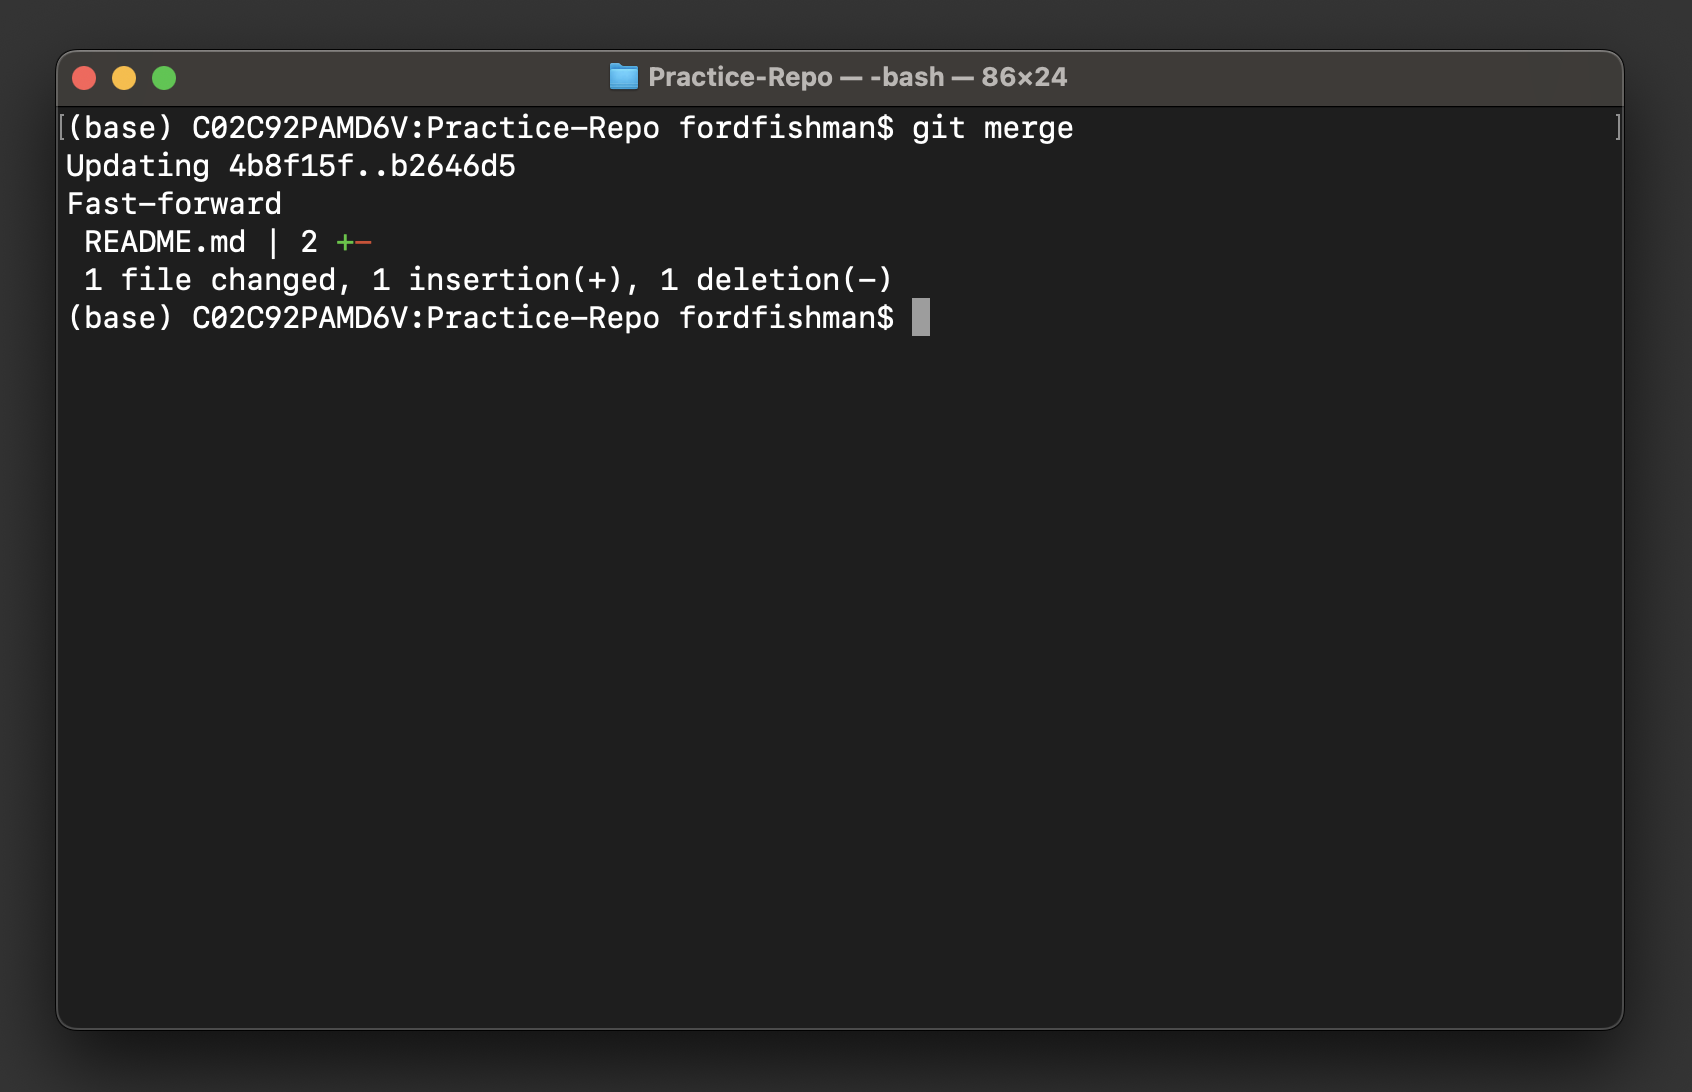 Practice-Repo — -bash — 86×24
[(base) C02C92PAMD6V:Practice-Repo fordfishman$ git merge ]
Updating 4b8f15f..b2646d5
Fast-forward
 README.md | 2 +-
 1 file changed, 1 insertion(+), 1 deletion(-)
(base) C02C92PAMD6V:Practice-Repo fordfishman$